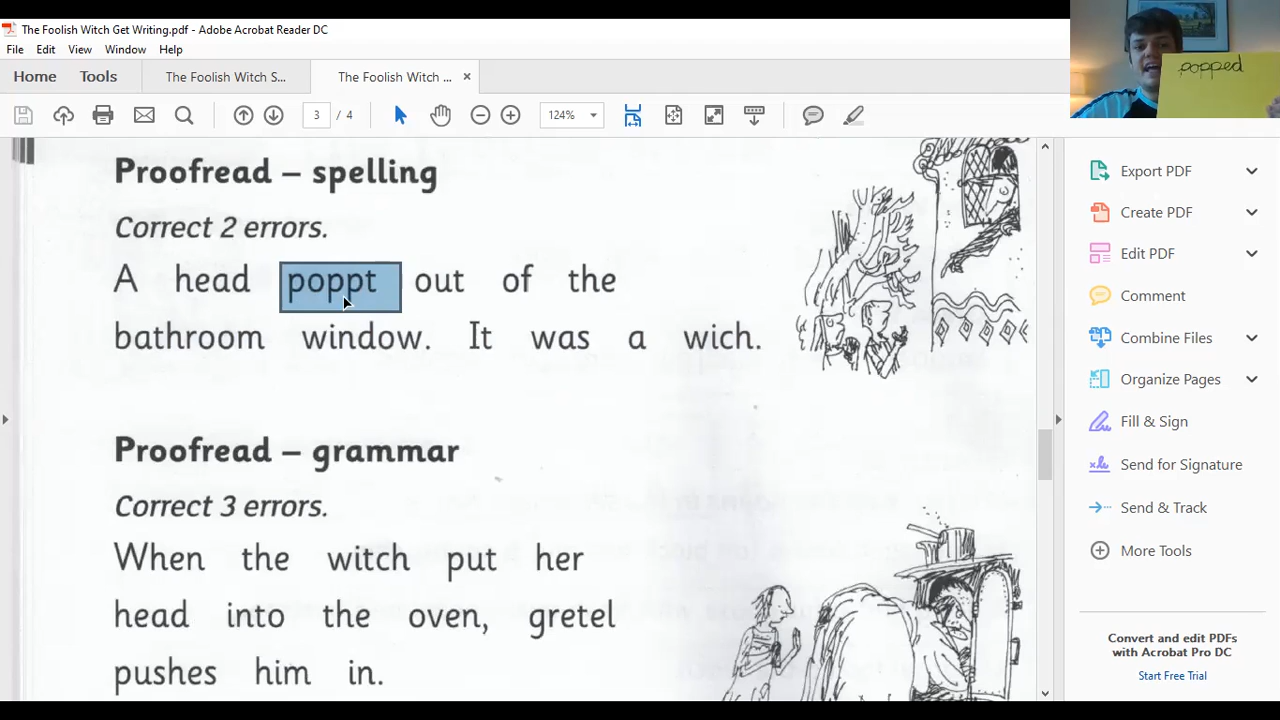 The Foolish Witch Get Writing.pdf - Adobe Acrobat Reader DC
File Edit View Window Help
Home Tools The Foolish Witch S... The Foolish Witch ... ×
3 / 4 124%
popped
Proofread – spelling
Correct 2 errors.
A head poppt out of the
bathroom window. It was a wich.
Proofread – grammar
Correct 3 errors.
When the witch put her
head into the oven, gretel
pushes him in.
Export PDF
Create PDF
Edit PDF
Comment
Combine Files
Organize Pages
Fill & Sign
Send for Signature
Send & Track
More Tools
Convert and edit PDFs
with Acrobat Pro DC
Start Free Trial